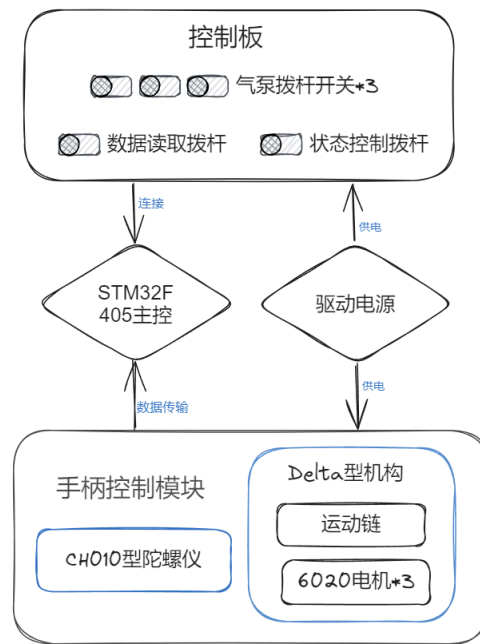 控制板
气泵拨杆开关*3
数据读取拨杆
状态控制拨杆
连接
供电
STM32F
405主控
驱动电源
数据传输
供电
手柄控制模块
Delta型机构
运动链
CH010型陀螺仪
6020电机*3